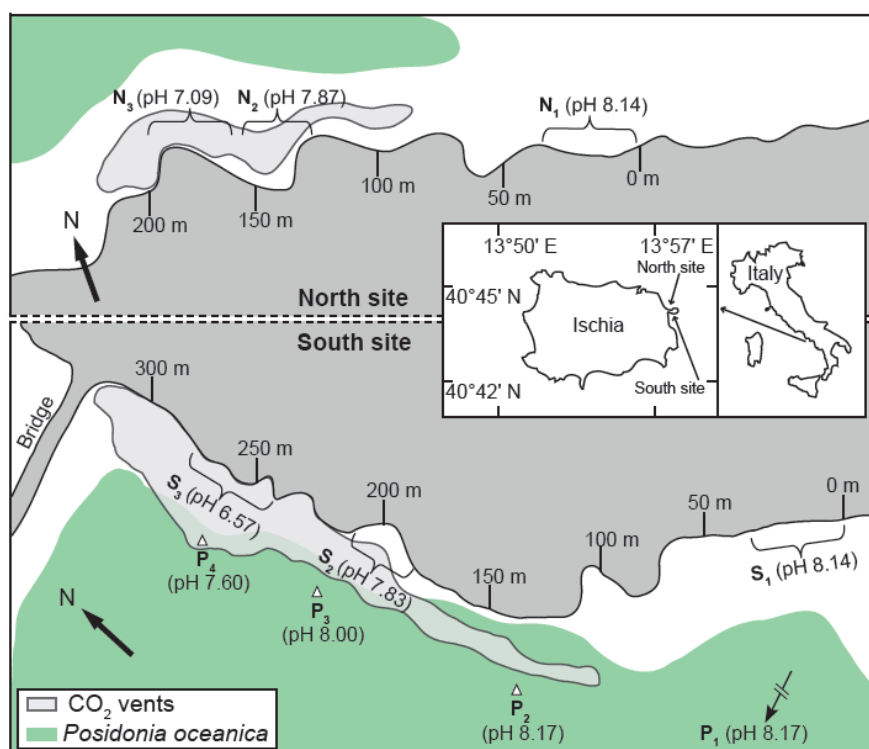 N3 (pH 7.09)
N2 (pH 7.87)
N1 (pH 8.14)
100 m
50 m
0 m
200 m
150 m
N
North site
South site
13°50' E
13°57' E
North site
40°45' N
Ischia
Italy
40°42' N
South site
Bridge
300 m
250 m
200 m
50 m
0 m
S3 (pH 6.57)
100 m
S1 (pH 8.14)
P4
(pH 7.60)
S2 (pH 7.83)
150 m
P3
(pH 8.00)
N
CO2 vents
Posidonia oceanica
P2
(pH 8.17)
P1 (pH 8.17)